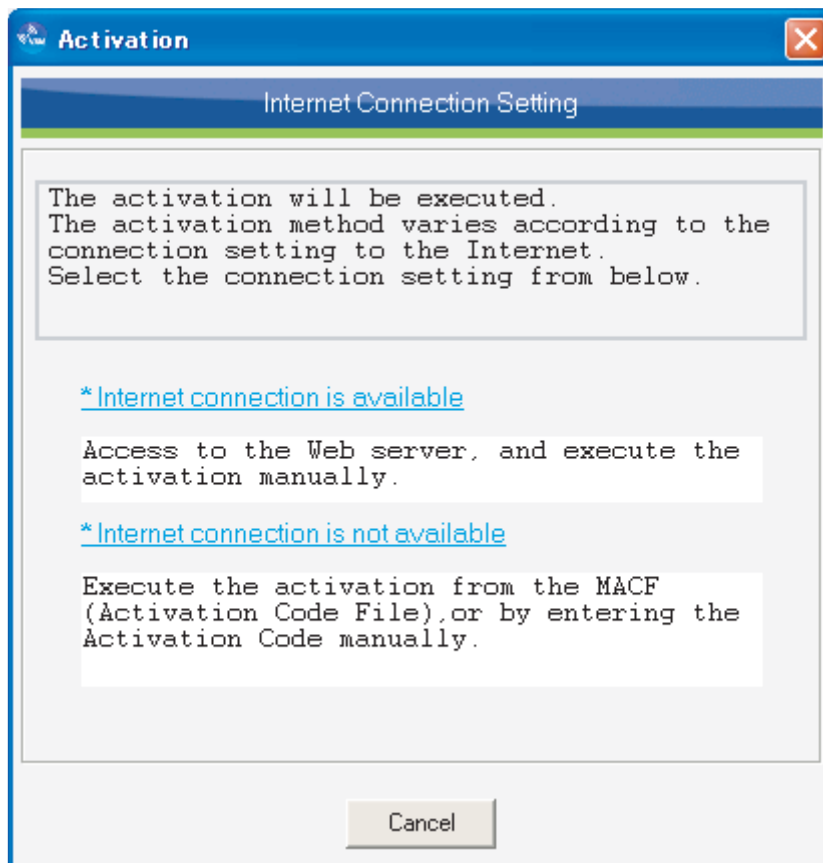 Activation
Internet Connection Setting
The activation will be executed.
The activation method varies according to the
connection setting to the Internet.
Select the connection setting from below.
* Internet connection is available
Access to the Web server, and execute the
activation manually.
* Internet connection is not available
Execute the activation from the MACF
(Activation Code File),or by entering the
Activation Code manually.
Cancel